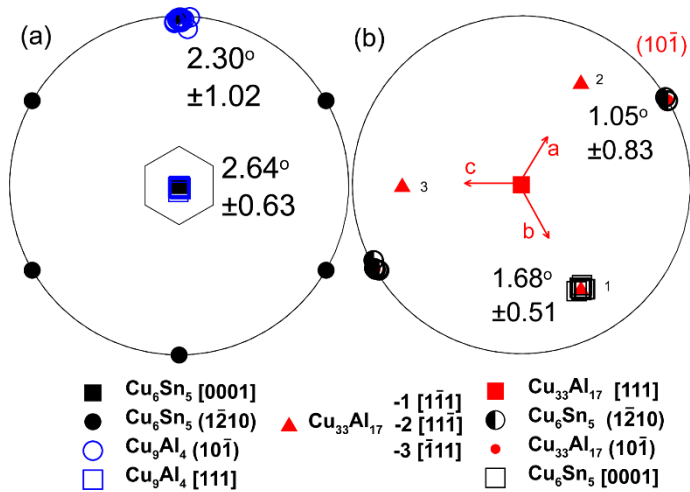 (a)
2.30°
±1.02
2.64°
±0.63
(b)
(101̄)
2
1.05°
±0.83
a
c
3
b
1.68°
±0.51
1
Cu₆Sn₅ [0001]
Cu₆Sn₅ (12̄10)
Cu₉Al₄ (101̄)
Cu₉Al₄ [111]
Cu₃₃Al₁₇
-1 [11̄1]
-2 [111̄]
-3 [1̄11]
Cu₃₃Al₁₇ [111]
Cu₆Sn₅ (12̄10)
Cu₃₃Al₁₇ (101̄)
Cu₆Sn₅ [0001]